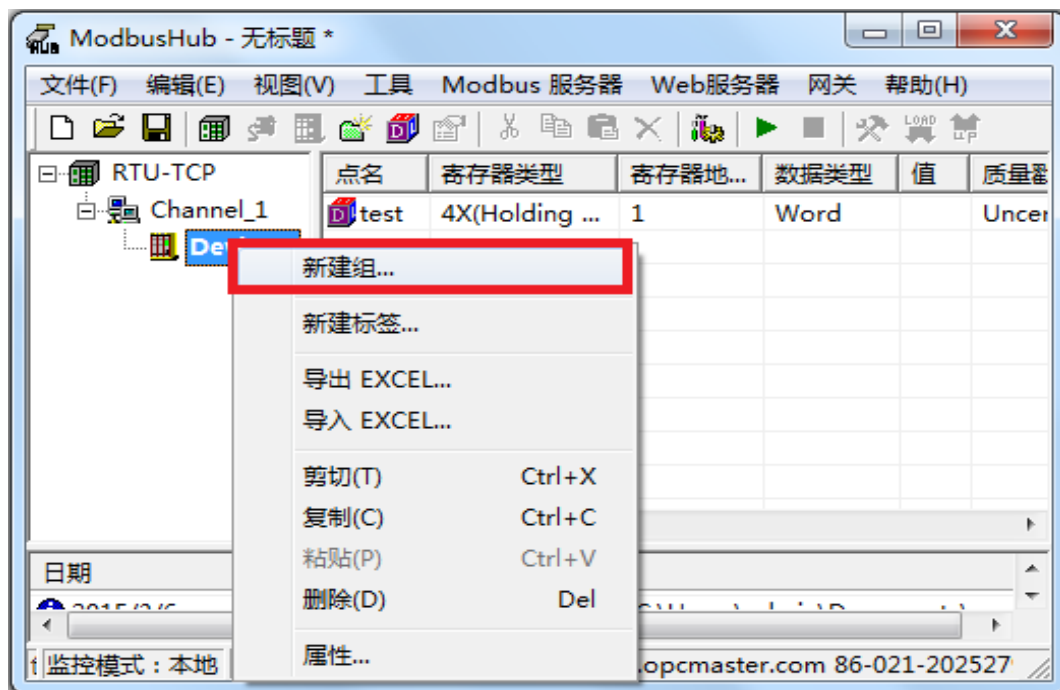 ModbusHub - 无标题 *
文件(F) 编辑(E) 视图(V) 工具 Modbus 服务器 Web服务器 网关 帮助(H)
RTU-TCP
Channel_1
点名 寄存器类型 寄存器地... 数据类型 值
test 4X(Holding ... 1 Word
新建组...
新建标签...
导出 EXCEL...
导入 EXCEL...
剪切(T) Ctrl+X
复制(C) Ctrl+C
粘贴(P) Ctrl+V
删除(D) Del
属性...
日期
监控模式：本地 .opcmaster.com 86-021-202527